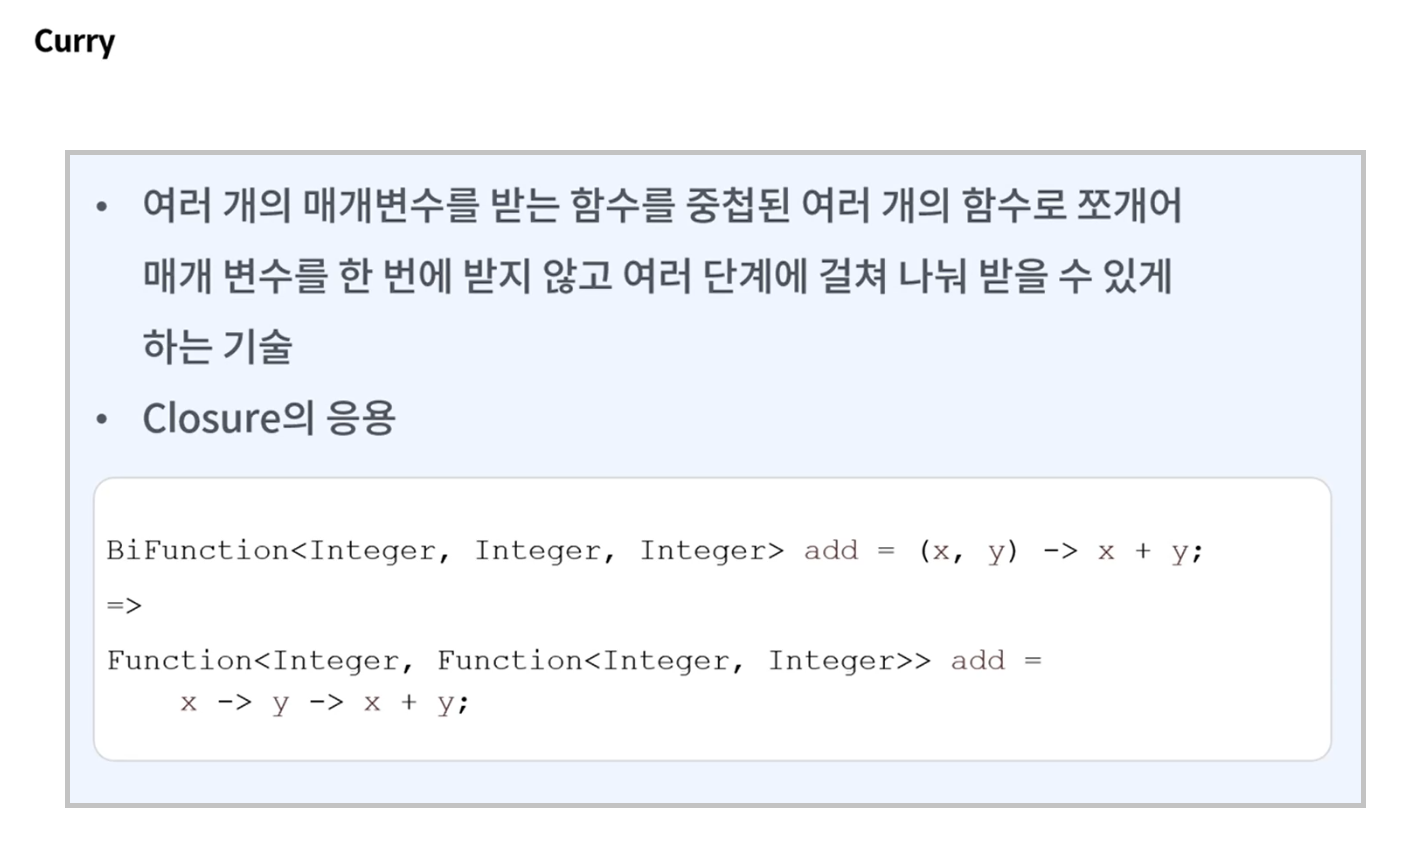 Curry
• 여러 개의 매개변수를 받는 함수를 중첩된 여러 개의 함수로 쪼개어
매개 변수를 한 번에 받지 않고 여러 단계에 걸쳐 나눠 받을 수 있게
하는 기술
• Closure의 응용
BiFunction<Integer, Integer, Integer> add = (x, y) -> x + y;
=>
Function<Integer, Function<Integer, Integer>> add =
x -> y -> x + y;